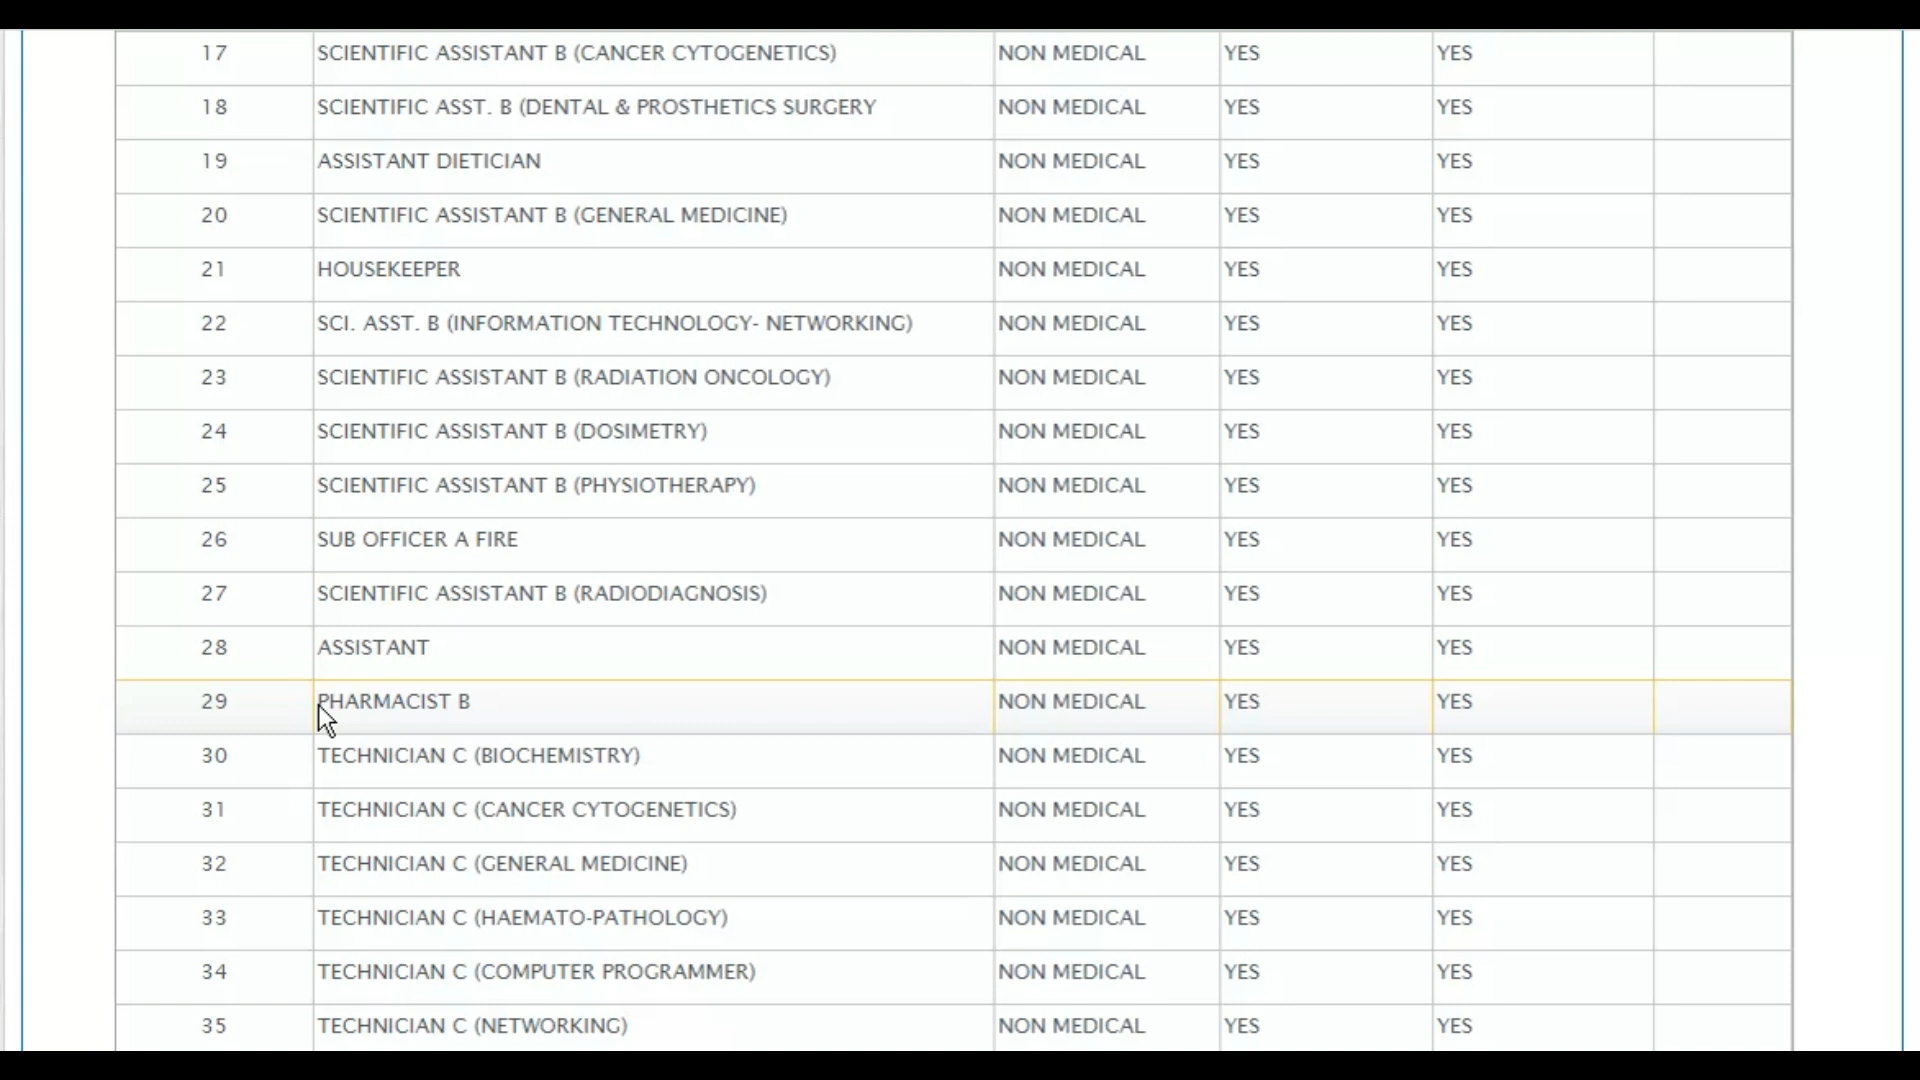 17 SCIENTIFIC ASSISTANT B (CANCER CYTOGENETICS) NON MEDICAL YES YES
18 SCIENTIFIC ASST. B (DENTAL & PROSTHETICS SURGERY NON MEDICAL YES YES
19 ASSISTANT DIETICIAN NON MEDICAL YES YES
20 SCIENTIFIC ASSISTANT B (GENERAL MEDICINE) NON MEDICAL YES YES
21 HOUSEKEEPER NON MEDICAL YES YES
22 SCI. ASST. B (INFORMATION TECHNOLOGY- NETWORKING) NON MEDICAL YES YES
23 SCIENTIFIC ASSISTANT B (RADIATION ONCOLOGY) NON MEDICAL YES YES
24 SCIENTIFIC ASSISTANT B (DOSIMETRY) NON MEDICAL YES YES
25 SCIENTIFIC ASSISTANT B (PHYSIOTHERAPY) NON MEDICAL YES YES
26 SUB OFFICER A FIRE NON MEDICAL YES YES
27 SCIENTIFIC ASSISTANT B (RADIODIAGNOSIS) NON MEDICAL YES YES
28 ASSISTANT NON MEDICAL YES YES
29 PHARMACIST B NON MEDICAL YES YES
30 TECHNICIAN C (BIOCHEMISTRY) NON MEDICAL YES YES
31 TECHNICIAN C (CANCER CYTOGENETICS) NON MEDICAL YES YES
32 TECHNICIAN C (GENERAL MEDICINE) NON MEDICAL YES YES
33 TECHNICIAN C (HAEMATO-PATHOLOGY) NON MEDICAL YES YES
34 TECHNICIAN C (COMPUTER PROGRAMMER) NON MEDICAL YES YES
35 TECHNICIAN C (NETWORKING) NON MEDICAL YES YES